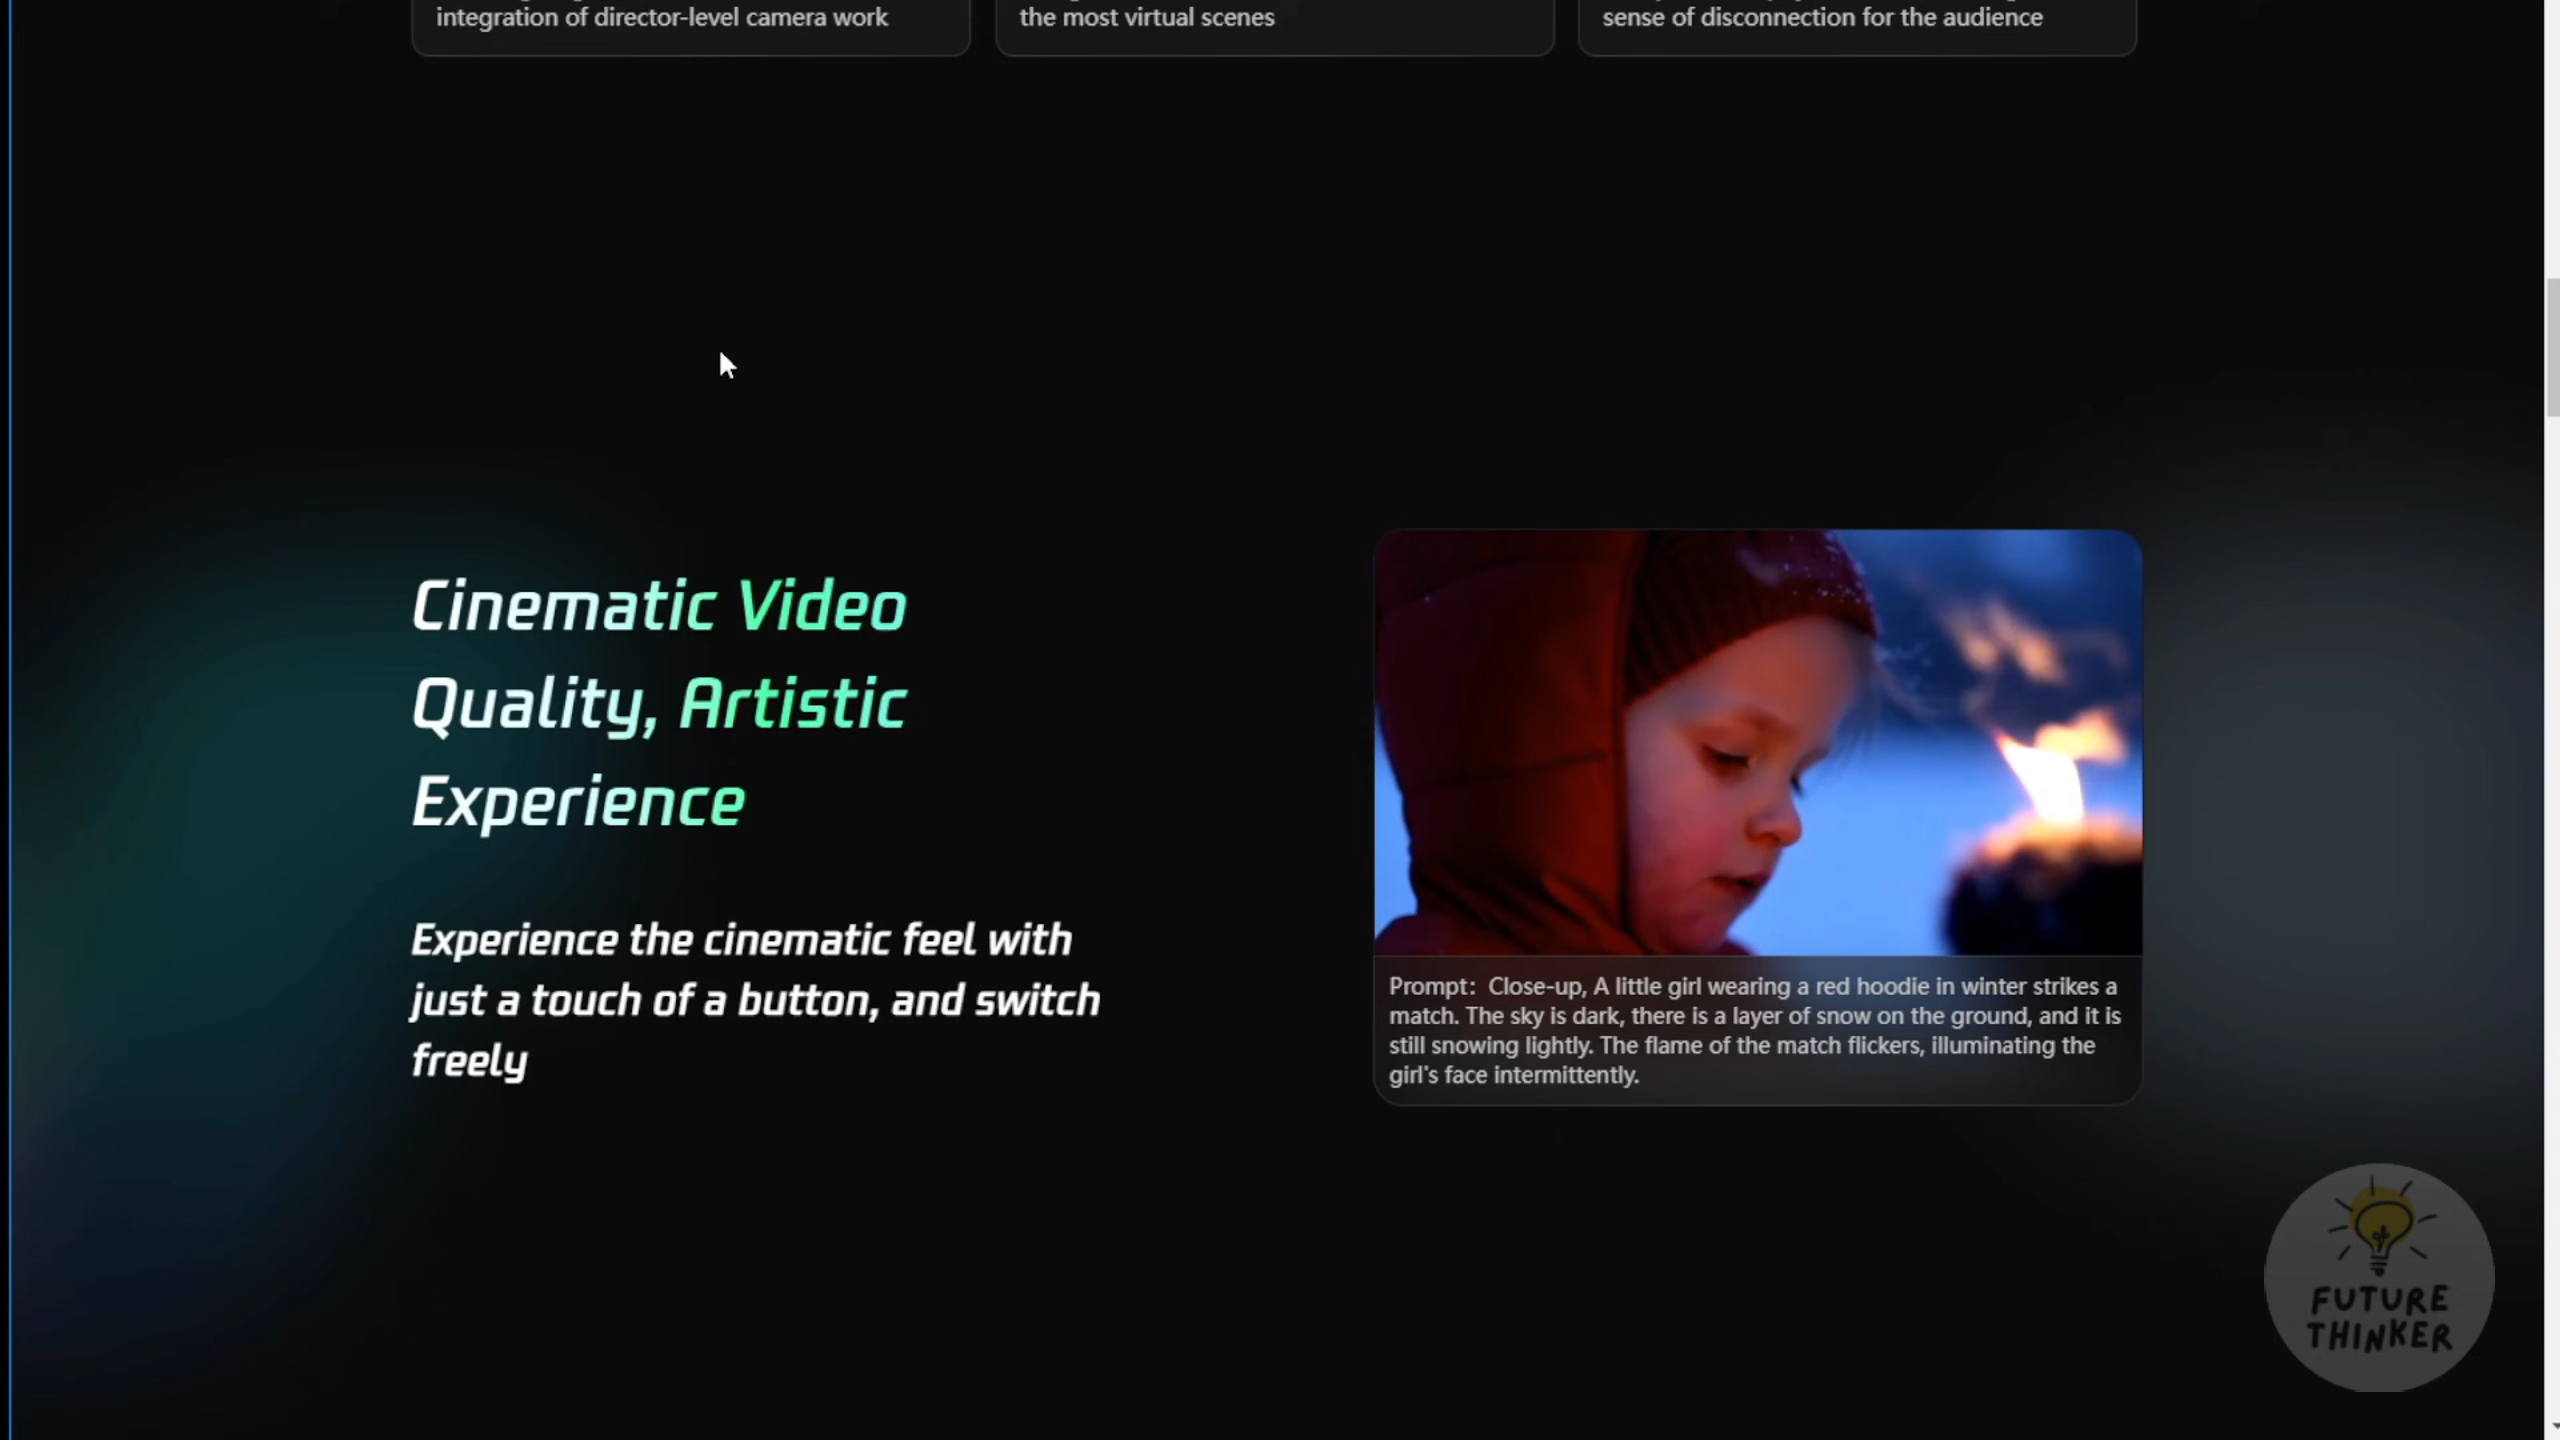 integration of director-level camera work
the most virtual scenes
sense of disconnection for the audience
Cinematic Video
Quality, Artistic
Experience
Experience the cinematic feel with
just a touch of a button, and switch
freely
Prompt: Close-up, A little girl wearing a red hoodie in winter strikes a
match. The sky is dark, there is a layer of snow on the ground, and it is
still snowing lightly. The flame of the match flickers, illuminating the
girl's face intermittently.
FUTURE
THINKER